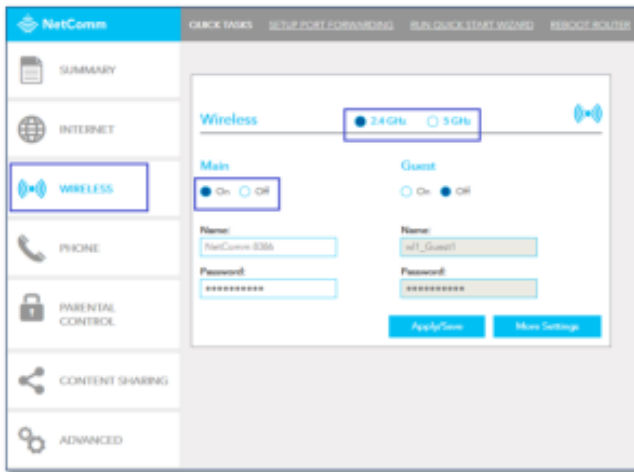 NetComm
QUICK TASKS SETUP PORT FORWARDING RUN QUICK START WIZARD REBOOT ROUTER
SUMMARY
INTERNET
WIRELESS
PHONE
PARENTAL
CONTROL
CONTENT SHARING
ADVANCED
Wireless 2.4 GHz 5 GHz
Main Guest
On Off On Off
Name: Name:
NetComm 8386 wl1_Guest1
Password: Password:
********** **********
Apply/Save More Settings